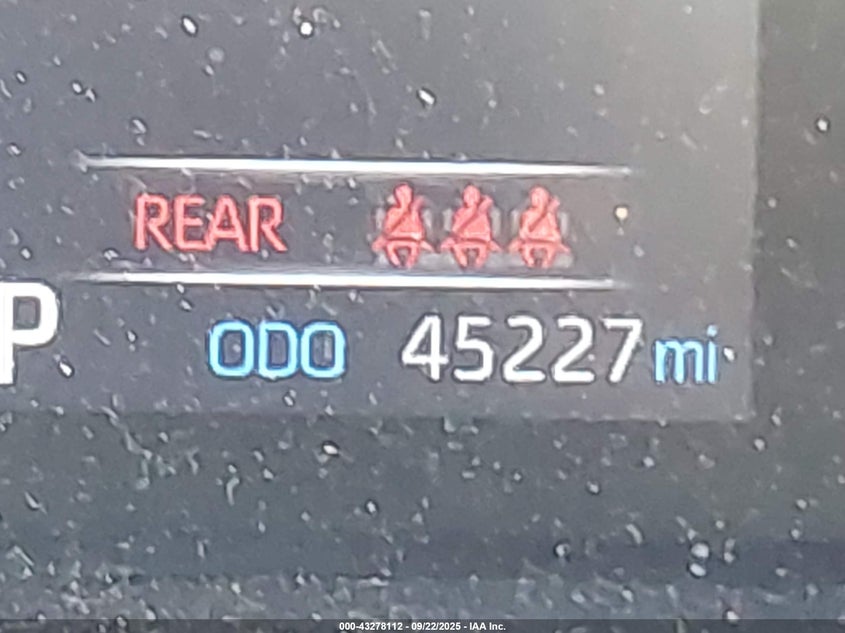 REAR
P
ODO 45227 mi
000-43278112 - 09/22/2025 - IAA Inc.